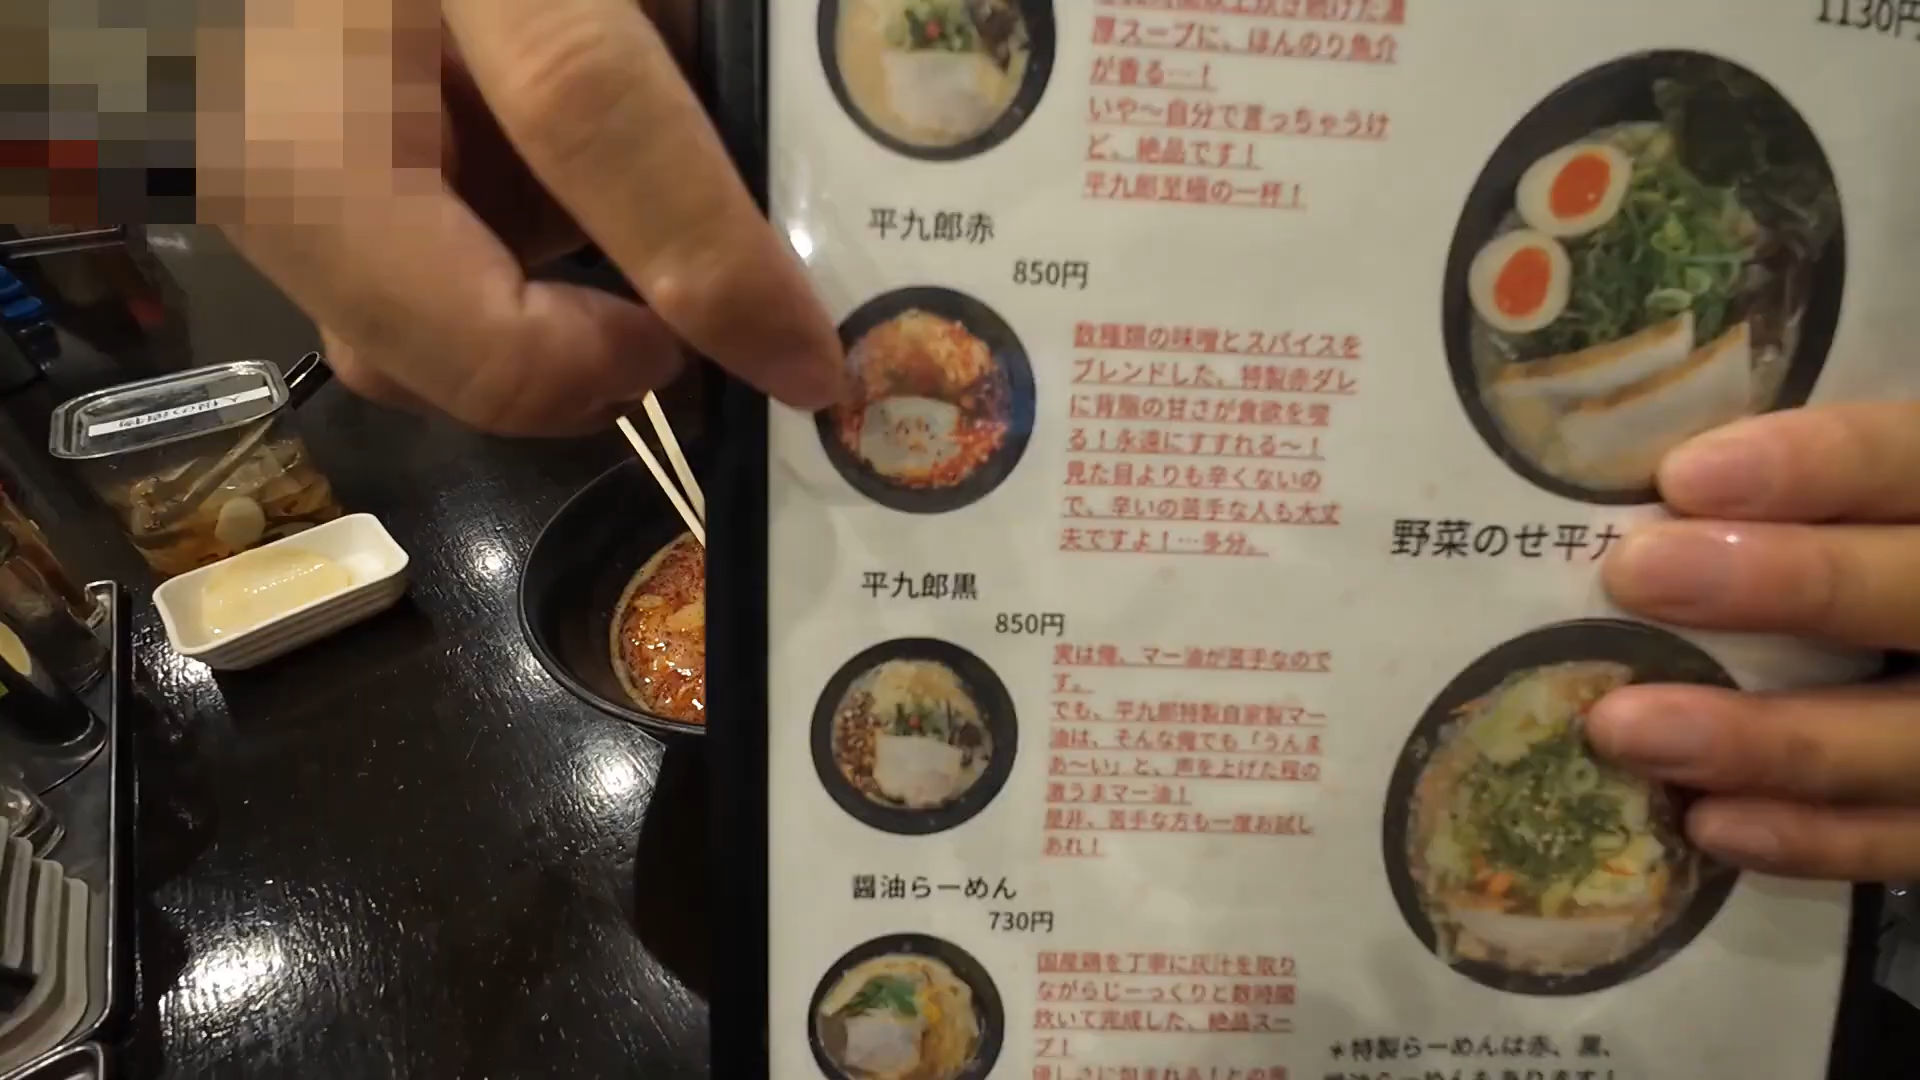 厚スープに、ほんのり魚介
が香る…！
いや〜自分で言っちゃうけ
ど、絶品です！
平九郎至極の一杯！
平九郎赤
850円
数種類の味噌とスパイスを
ブレンドした、特製赤ダレ
に背脂の甘さが食欲を唆
る！永遠にすすれる〜！
見た目よりも辛くないの
で、辛いの苦手な人も大丈
夫ですよ！…多分。
平九郎黒
850円
実は俺、マー油が苦手なので
す。
でも、平九郎特製自家製マー
油は、そんな俺でも「うんま
あ〜い」と、声を上げた程の
激うまマー油！
是非、苦手な方も一度お試し
あれ！
醤油らーめん
730円
国産鶏を丁寧に灰汁を取り
ながらじーっくりと数時間
炊いて完成した、絶品スー
プ！
1130円
野菜のせ平九
＊特製らーめんは赤、黒、